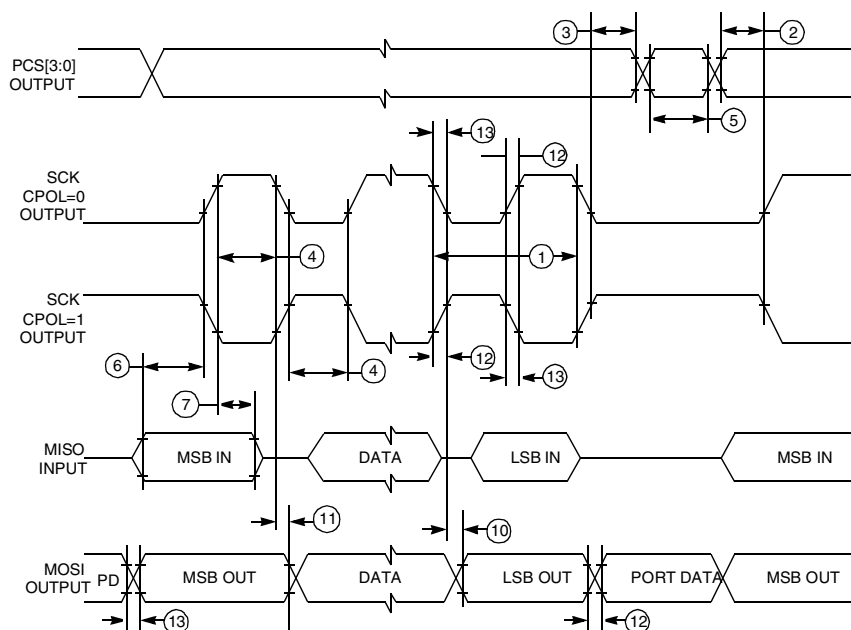 3
2
PCS[3:0]
OUTPUT
5
13
12
SCK
CPOL=0
OUTPUT
4
1
SCK
CPOL=1
OUTPUT
6
4
12
13
7
MISO
INPUT
MSB IN
DATA
LSB IN
MSB IN
11
10
MOSI
OUTPUT
PD
MSB OUT
DATA
LSB OUT
PORT DATA
MSB OUT
13
12